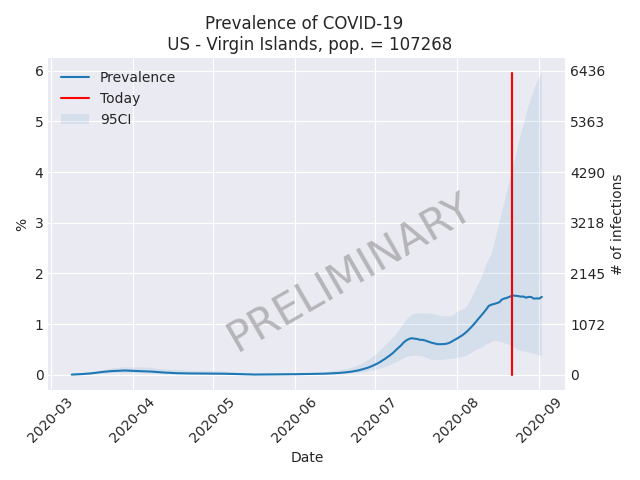 Prevalence of COVID-19
US - Virgin Islands, pop. = 107268
Prevalence
Today
95CI
6
5
4
3
2
1
0
%
6436
5363
4290
3218
2145
1072
0
# of infections
PRELIMINARY
2020-03
2020-04
2020-05
2020-06
2020-07
2020-08
2020-09
Date